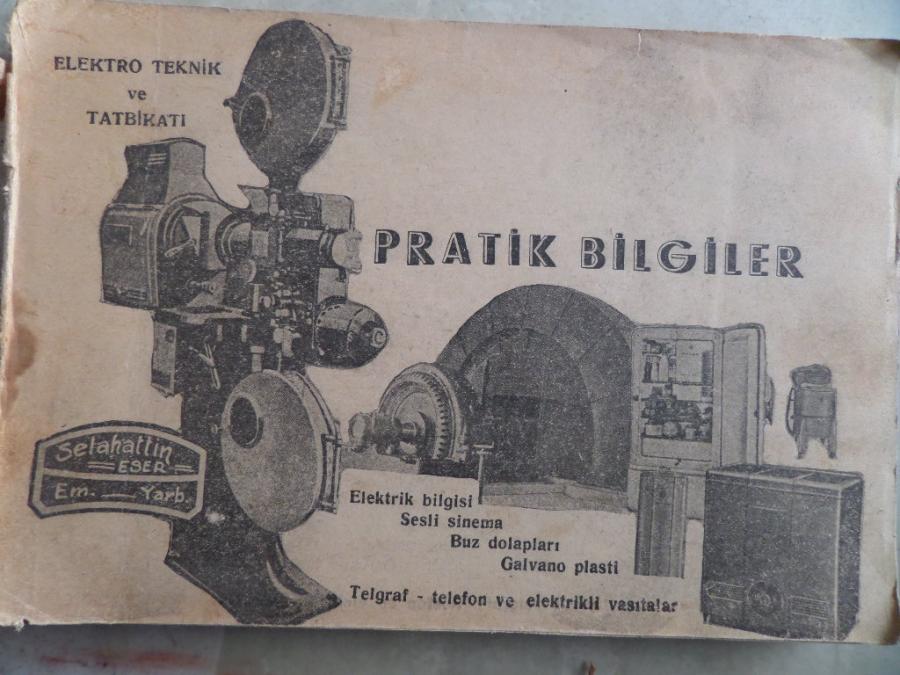 ELEKTRO TEKNİK
ve
TATBİKATI
PRATİK BİLGİLER
Selahattin
ESER
Em. — Yarb.
Elektrik bilgisi
Sesli sinema
Buz dolapları
Galvano plasti
Telgraf - telefon ve elektrikli vasıtalar